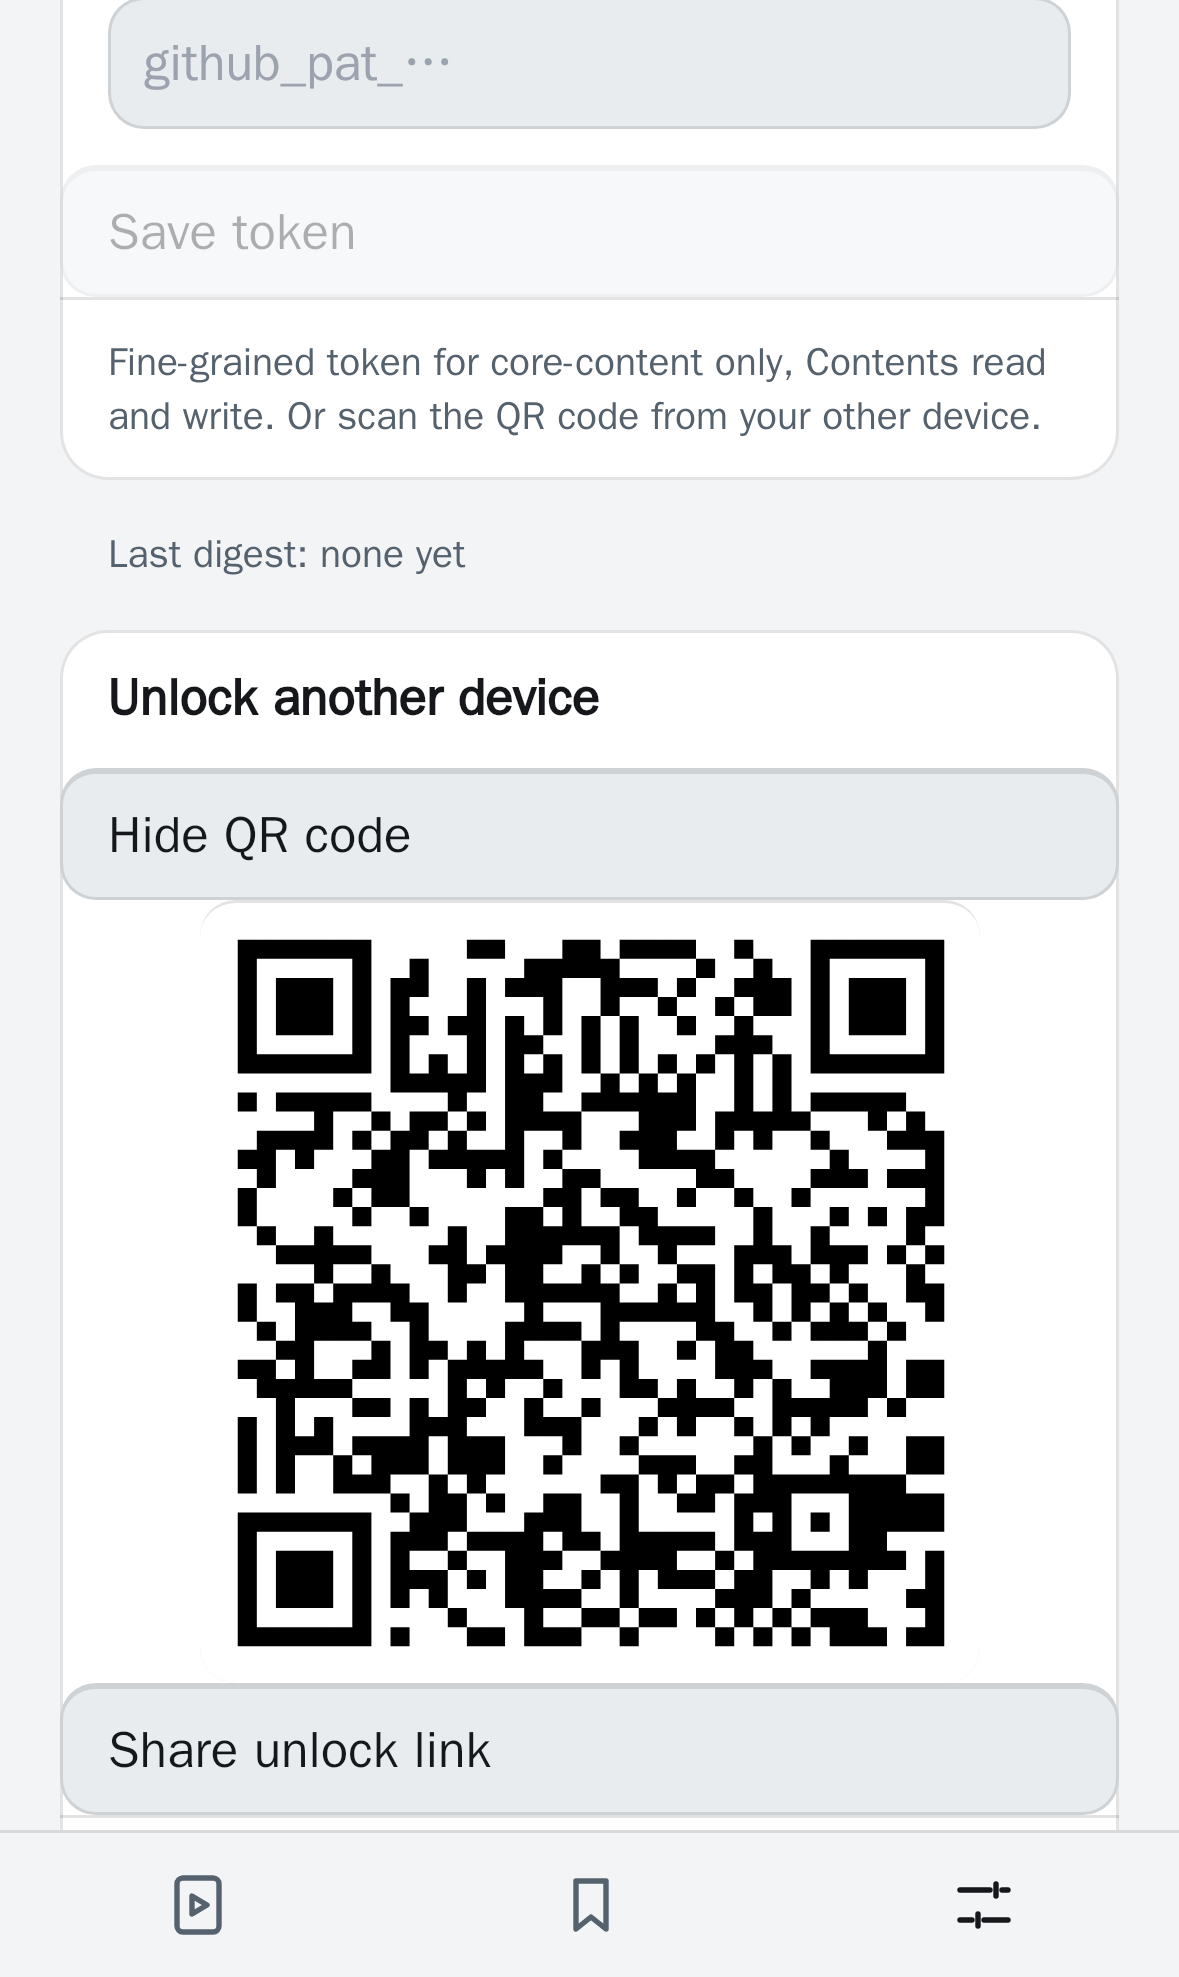 github_pat_…
Save token
Fine-grained token for core-content only, Contents read
and write. Or scan the QR code from your other device.
Last digest: none yet
Unlock another device
Hide QR code
Share unlock link